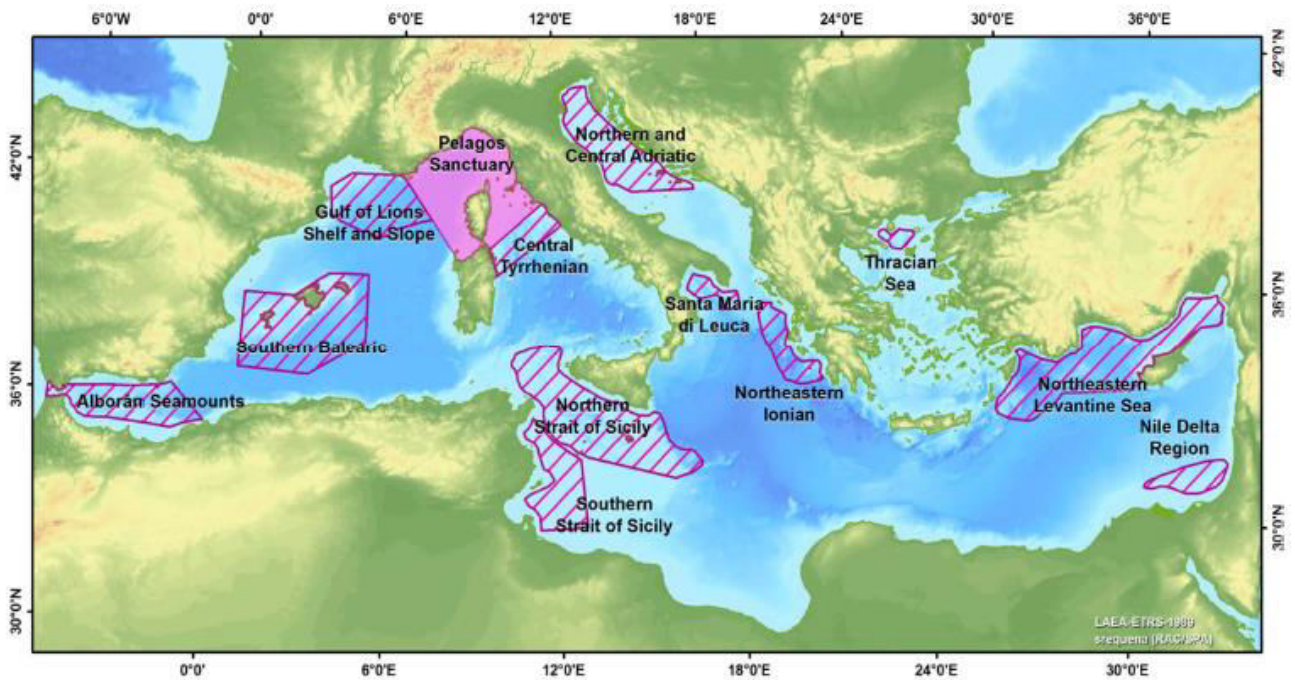 6°0'W 0°0' 6°0'E 12°0'E 18°0'E 24°0'E 30°0'E 36°0'E
42°0'N
42°0'N
Northern and
Central Adriatic
Pelagos
Sanctuary
Gulf of Lions
Shelf and Slope
Central
Tyrrhenian
Thracian
Sea
36°0'N
Santa Maria
di Leuca
Southern Balearic
36°0'N
Alborán Seamounts
Northern
Strait of Sicily
Northeastern
Ionian
Northeastern
Levantine Sea
Nile Delta
Region
Southern
Strait of Sicily
30°0'N
30°0'N
LAEA-ETRS-1989
srequena (RAC/SPA)
0°0' 6°0'E 12°0'E 18°0'E 24°0'E 30°0'E